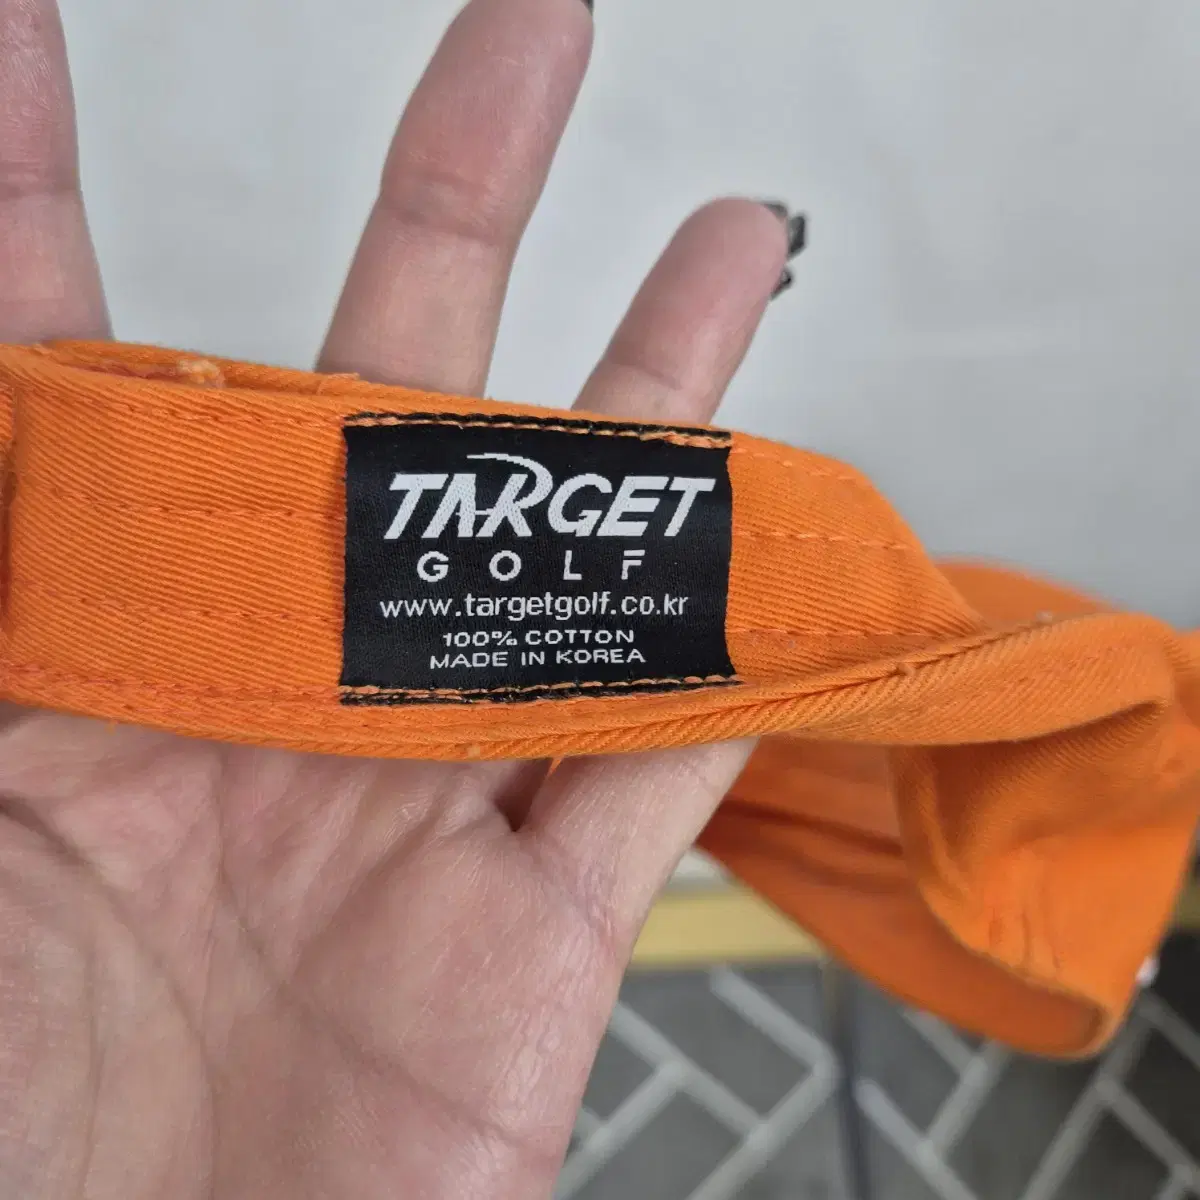 TARGET
GOLF
www.targetgolf.co.kr
100% COTTON
MADE IN KOREA